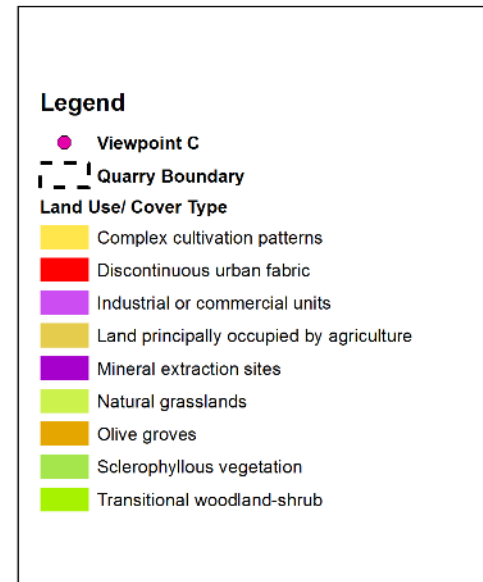 Legend
Viewpoint C
Quarry Boundary
Land Use/ Cover Type
Complex cultivation patterns
Discontinuous urban fabric
Industrial or commercial units
Land principally occupied by agriculture
Mineral extraction sites
Natural grasslands
Olive groves
Sclerophyllous vegetation
Transitional woodland-shrub